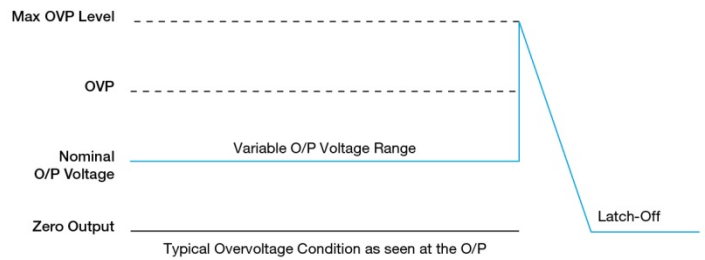 Max OVP Level
OVP
Variable O/P Voltage Range
Nominal
O/P Voltage
Latch-Off
Zero Output
Typical Overvoltage Condition as seen at the O/P